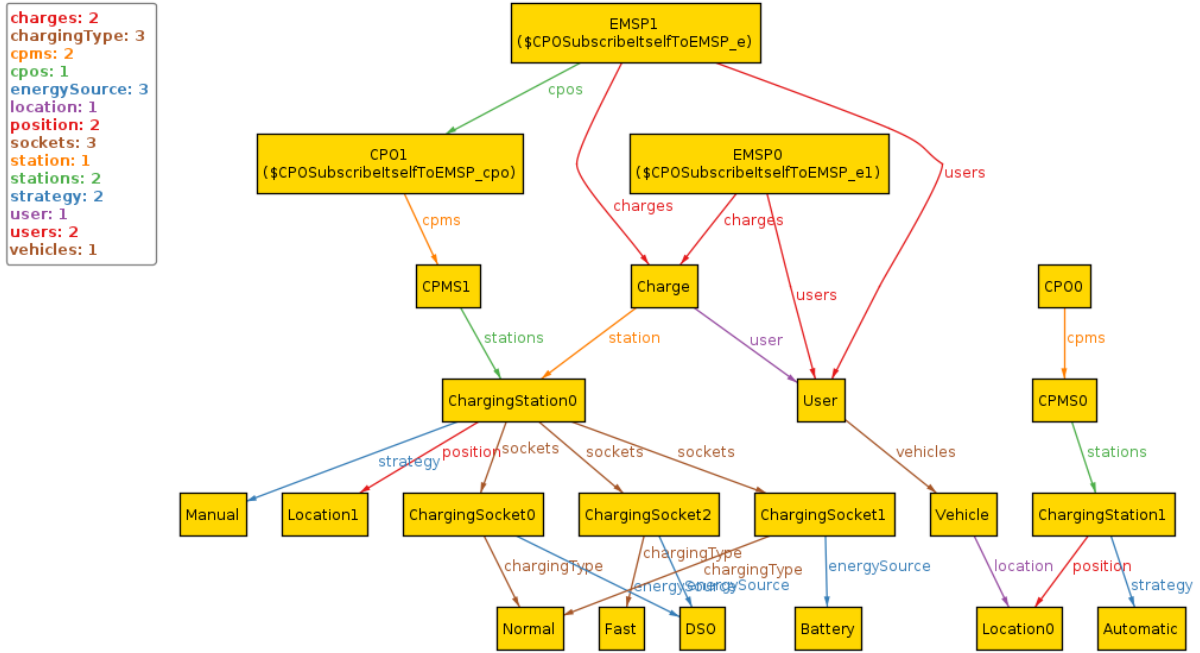 charges: 2
chargingType: 3
cpms: 2
cpos: 1
energySource: 3
location: 1
position: 2
sockets: 3
station: 1
stations: 2
strategy: 2
user: 1
users: 2
vehicles: 1
EMSP1
($CPOSubscribeItselfToEMSP_e)
cpos
CPO1
($CPOSubscribeItselfToEMSP_cpo)
EMSP0
($CPOSubscribeItselfToEMSP_e1)
users
charges
charges
cpms
CPMS1
Charge
users
CPO0
stations
station
user
cpms
ChargingStation0
User
CPMS0
strategy
position
sockets
sockets
sockets
vehicles
stations
Manual
Location1
ChargingSocket0
ChargingSocket2
ChargingSocket1
Vehicle
ChargingStation1
chargingType
chargingType
chargingType
energySource
energySource
energySource
location
position
strategy
Normal
Fast
DSO
Battery
Location0
Automatic